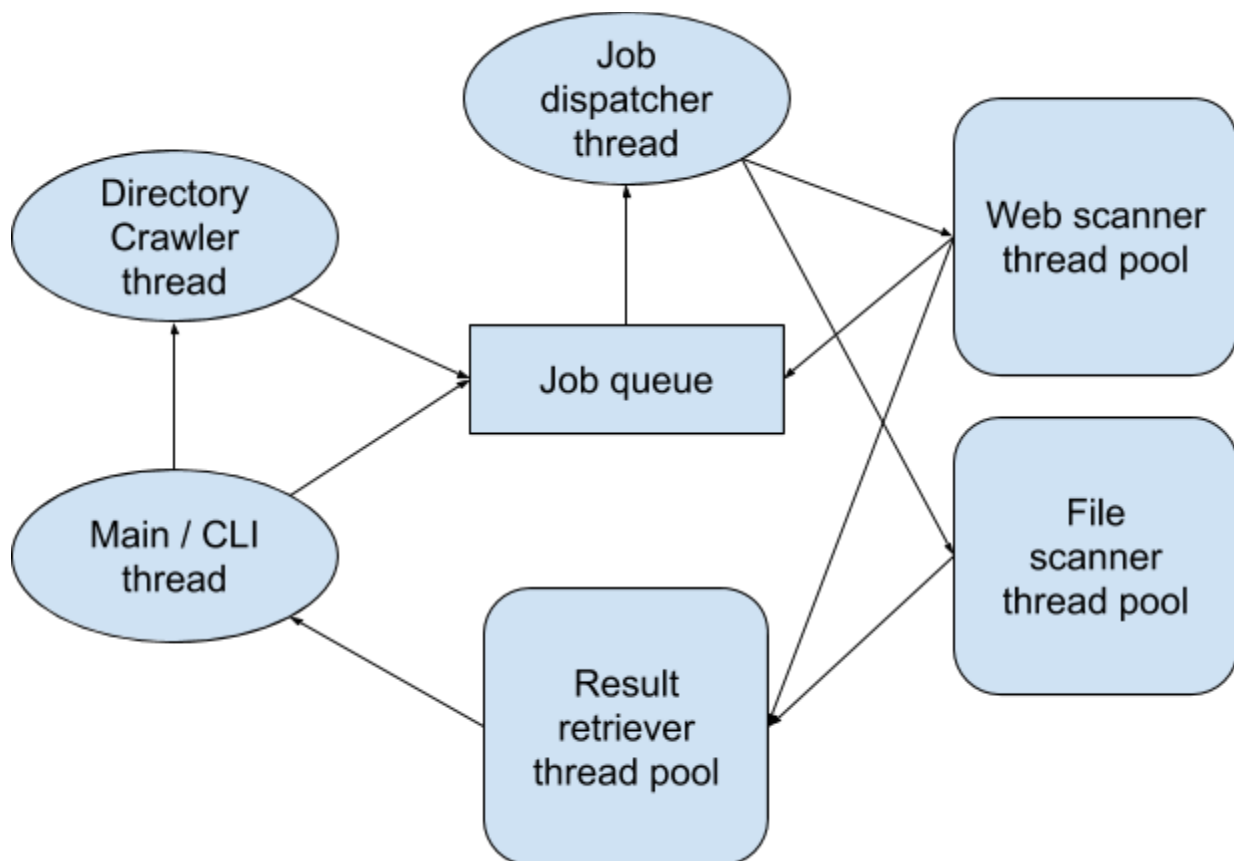 Job
dispatcher
thread
Directory
Crawler
thread
Web scanner
thread pool
Job queue
Main / CLI
thread
File
scanner
thread pool
Result
retriever
thread pool